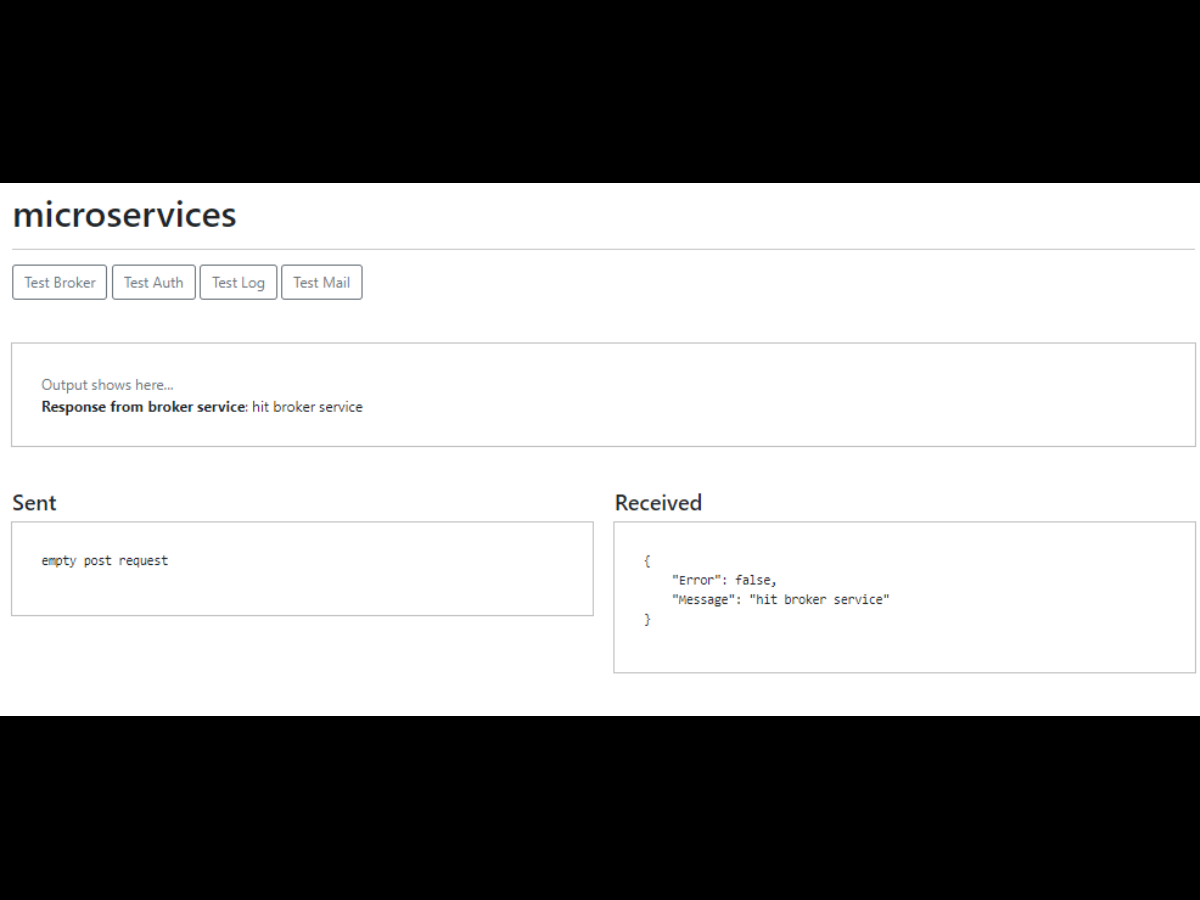 microservices
Test Broker Test Auth Test Log Test Mail
Output shows here...
Response from broker service: hit broker service
Sent
empty post request
Received
{
    "Error": false,
    "Message": "hit broker service"
}